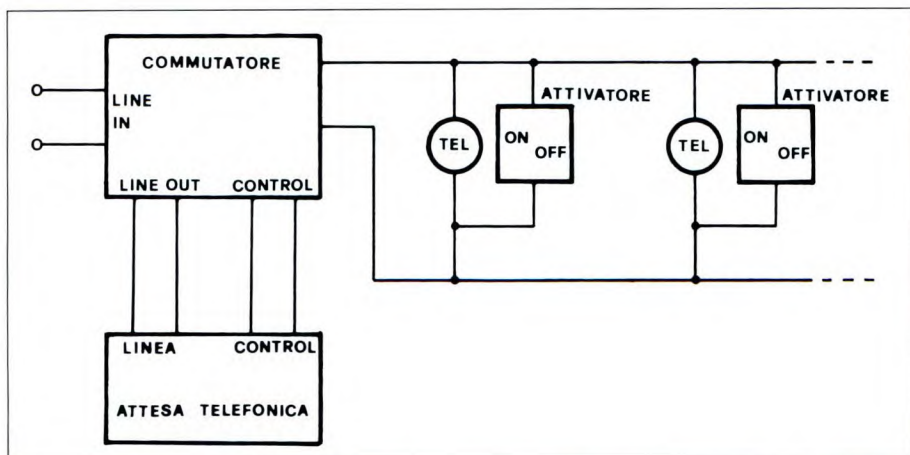 COMMUTATORE
LINE
IN
LINE OUT CONTROL
ATTIVATORE
TEL
ON
OFF
ATTIVATORE
TEL
ON
OFF
LINEA CONTROL
ATTESA TELEFONICA